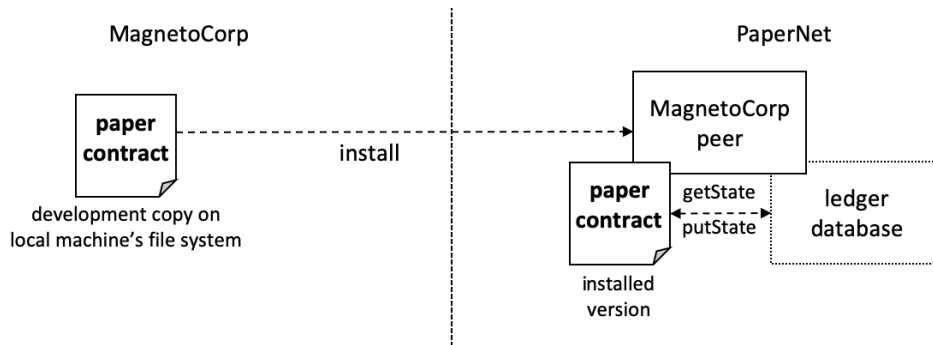 MagnetoCorp
PaperNet
paper
contract
development copy on
local machine's file system
install
MagnetoCorp
peer
paper
contract
installed
version
getState
putState
ledger
database